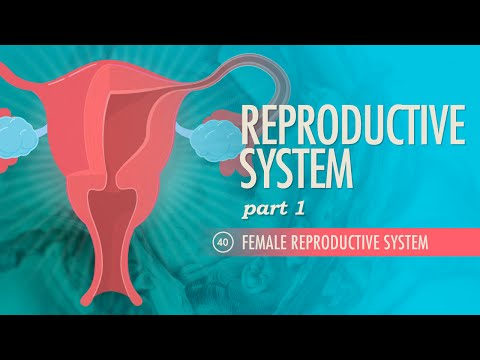 REPRODUCTIVE
SYSTEM
part 1
40 FEMALE REPRODUCTIVE SYSTEM